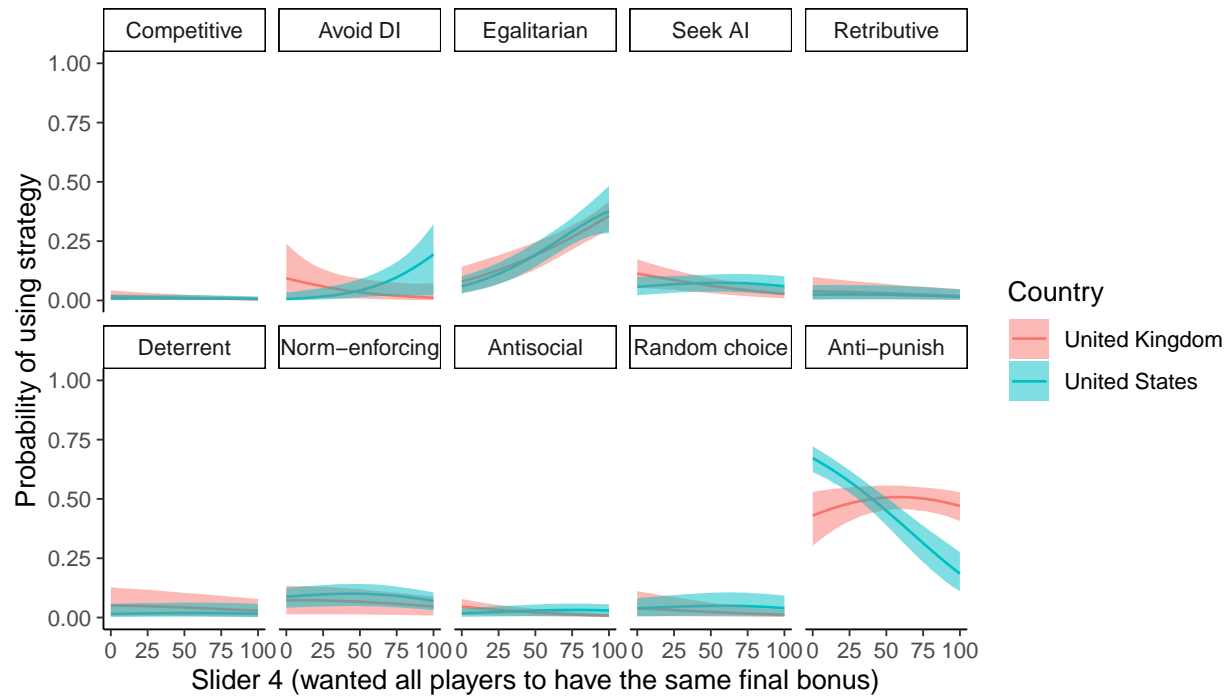 Competitive Avoid DI Egalitarian Seek AI Retributive
1.00
0.75
0.50
0.25
0.00
Deterrent Norm−enforcing Antisocial Random choice Anti−punish
1.00
0.75
0.50
0.25
0.00
0 25 50 75 100 0 25 50 75 100 0 25 50 75 100 0 25 50 75 100 0 25 50 75 100
Slider 4 (wanted all players to have the same final bonus)
Probability of using strategy
Country
United Kingdom
United States